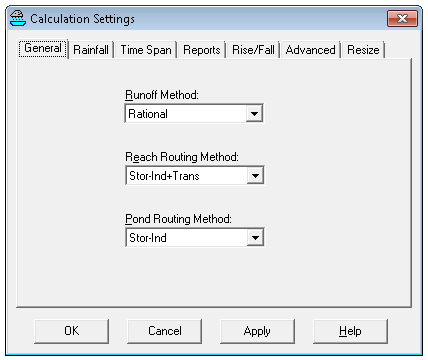 Calculation Settings
General Rainfall Time Span Reports Rise/Fall Advanced Resize
Runoff Method:
Rational
Reach Routing Method:
Stor-Ind+Trans
Pond Routing Method:
Stor-Ind
OK Cancel Apply Help